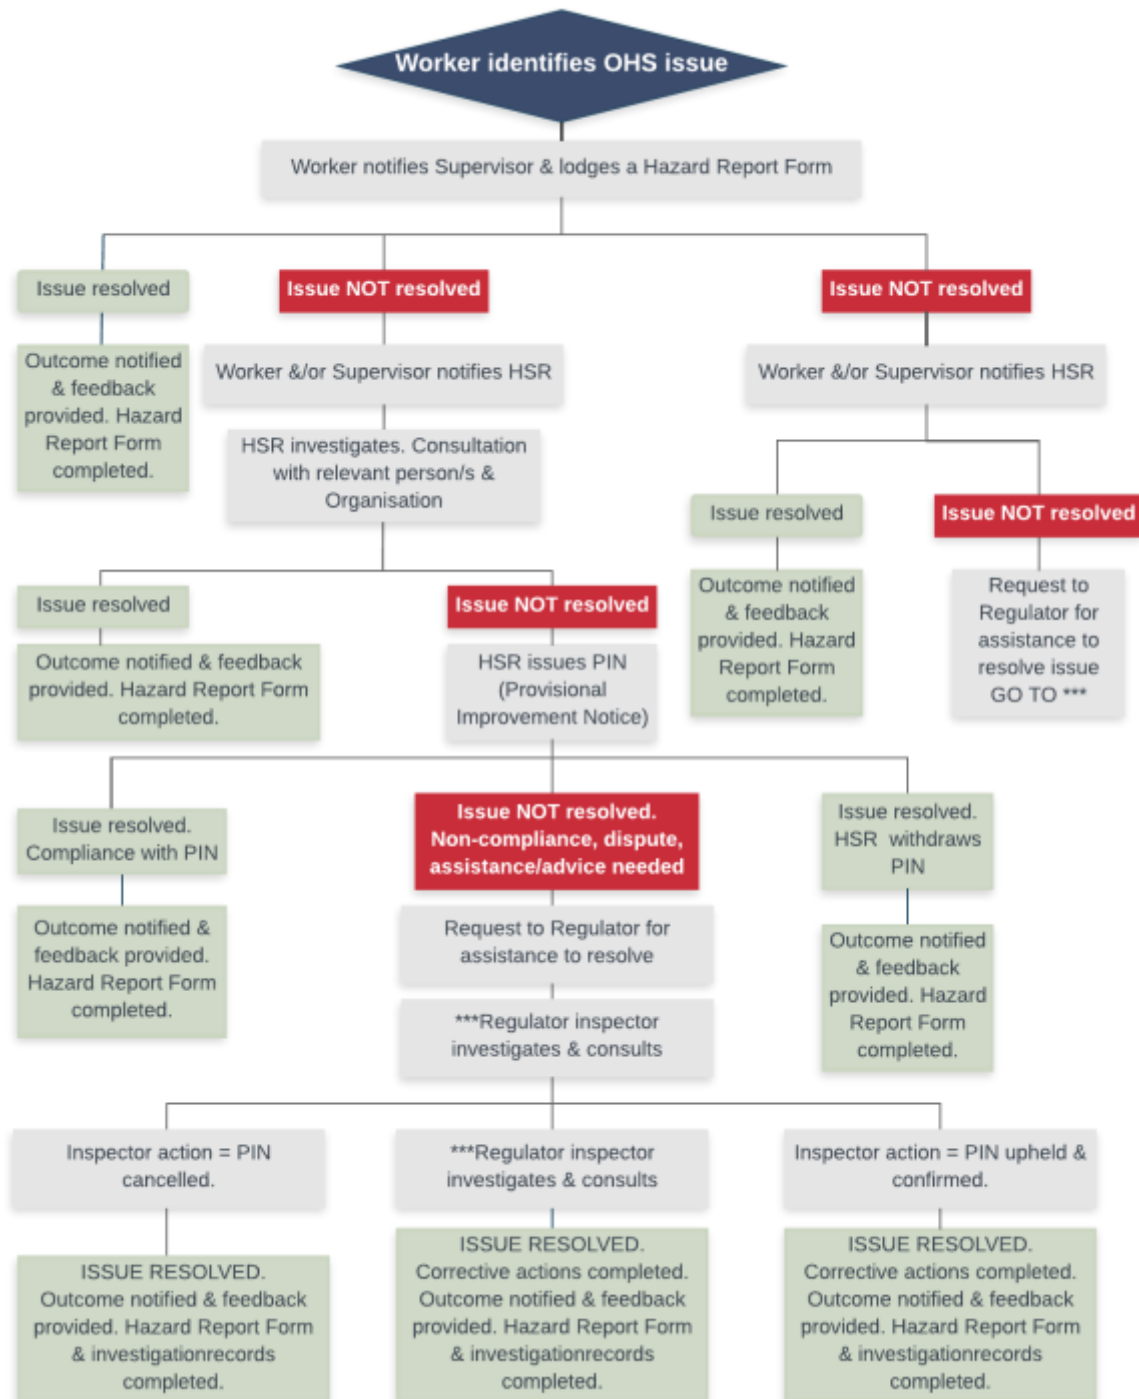 Worker identifies OHS issue
Worker notifies Supervisor & lodges a Hazard Report Form
Issue resolved
Issue NOT resolved
Issue NOT resolved
Outcome notified
& feedback
provided. Hazard
Report Form
completed.
Worker &/or Supervisor notifies HSR
Worker &/or Supervisor notifies HSR
HSR investigates. Consultation
with relevant person/s &
Organisation
Issue resolved
Issue NOT resolved
Outcome notified
& feedback
provided. Hazard
Report Form
completed.
Request to
Regulator for
assistance to
resolve issue
GO TO ***
Issue resolved
Issue NOT resolved
Outcome notified & feedback
provided. Hazard Report Form
completed.
HSR issues PIN
(Provisional
Improvement Notice)
Issue resolved.
Compliance with PIN
Issue NOT resolved.
Non-compliance, dispute,
assistance/advice needed
Issue resolved.
HSR withdraws
PIN
Outcome notified &
feedback provided.
Hazard Report Form
completed.
Request to Regulator for
assistance to resolve
***Regulator inspector
investigates & consults
Outcome notified
& feedback
provided. Hazard
Report Form
completed.
Inspector action = PIN
cancelled.
***Regulator inspector
investigates & consults
Inspector action = PIN upheld &
confirmed.
ISSUE RESOLVED.
Outcome notified & feedback
provided. Hazard Report Form
& investigationrecords
completed.
ISSUE RESOLVED.
Corrective actions completed.
Outcome notified & feedback
provided. Hazard Report Form
& investigationrecords
completed.
ISSUE RESOLVED.
Corrective actions completed.
Outcome notified & feedback
provided. Hazard Report Form
& investigationrecords
completed.